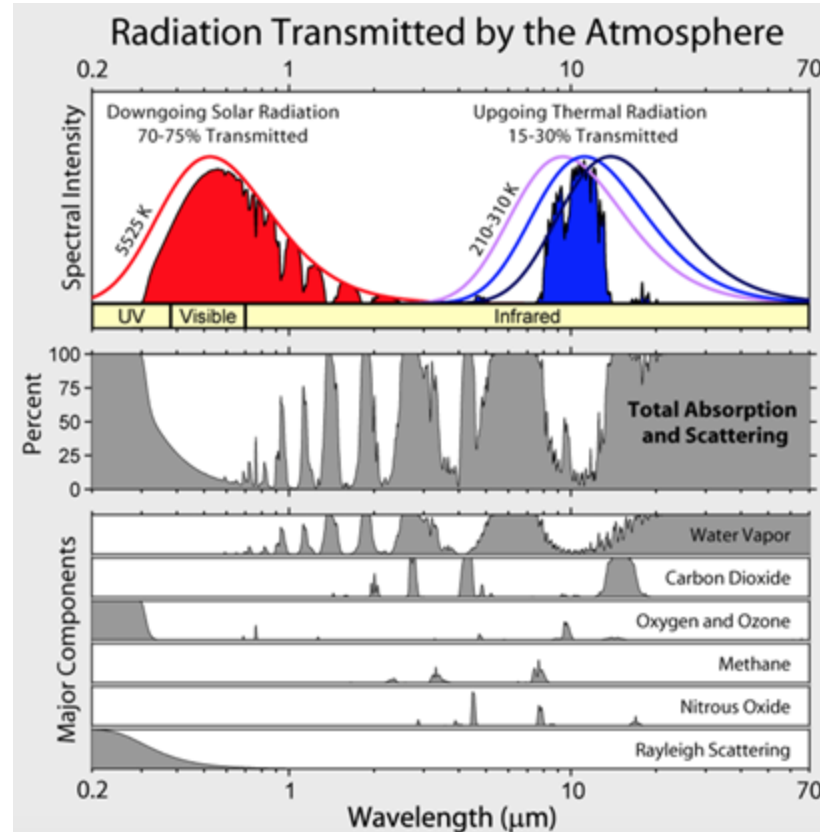 Radiation Transmitted by the Atmosphere
0.2 1 10 70
Downgoing Solar Radiation
70-75% Transmitted
Upgoing Thermal Radiation
15-30% Transmitted
Spectral Intensity
5525 K
210-310 K
UV Visible Infrared
Percent
100
75
50
25
0
Total Absorption
and Scattering
Major Components
Water Vapor
Carbon Dioxide
Oxygen and Ozone
Methane
Nitrous Oxide
Rayleigh Scattering
0.2 1 10 70
Wavelength (μm)